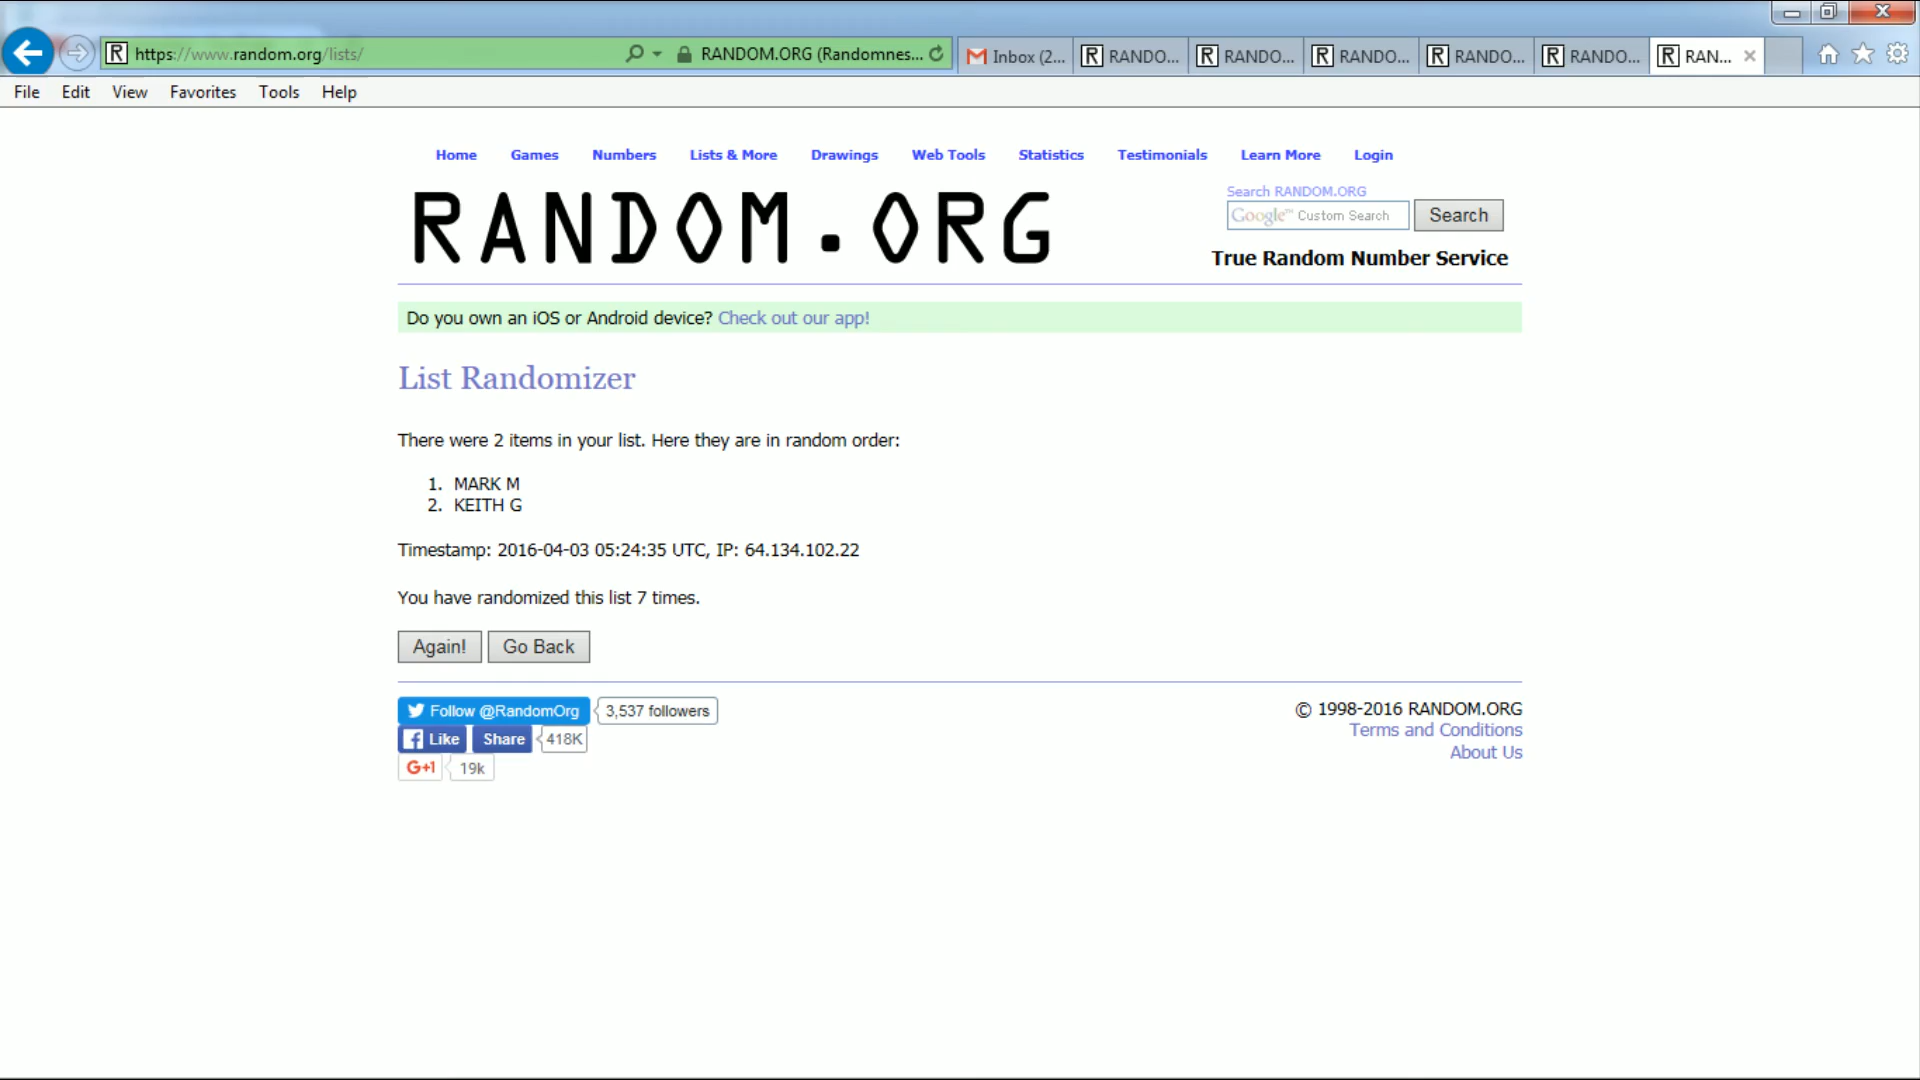 https://www.random.org/lists/
RANDOM.ORG (Randomnes...
Inbox (2...
RANDO...
RANDO...
RANDO...
RANDO...
RANDO...
RAN...
File Edit View Favorites Tools Help
Home Games Numbers Lists & More Drawings Web Tools Statistics Testimonials Learn More Login
RANDOM.ORG
Search RANDOM.ORG
Google™ Custom Search
Search
True Random Number Service
Do you own an iOS or Android device? Check out our app!
List Randomizer
There were 2 items in your list. Here they are in random order:
1. MARK M
2. KEITH G
Timestamp: 2016-04-03 05:24:35 UTC, IP: 64.134.102.22
You have randomized this list 7 times.
Again! Go Back
Follow @RandomOrg 3,537 followers
Like Share 418K
G+1 19k
© 1998-2016 RANDOM.ORG
Terms and Conditions
About Us